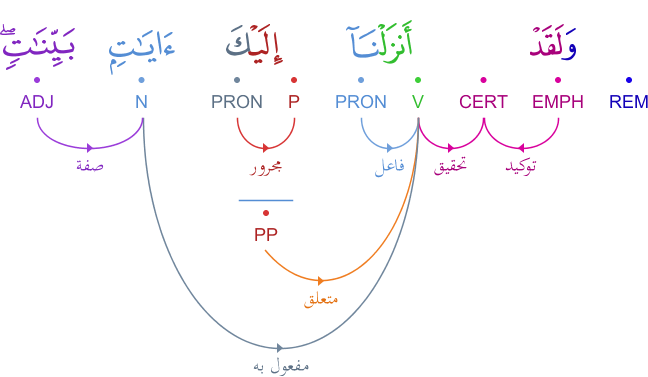 وَلَقَدْ أَنزَلْنَآ إِلَيْكَ ءَايَـٰتٍۭ بَيِّنَـٰتٍ ۖ
REM EMPH CERT V PRON P PRON N ADJ
توكيد تحقيق فاعل مجرور صفة
PP
متعلق
مفعول به